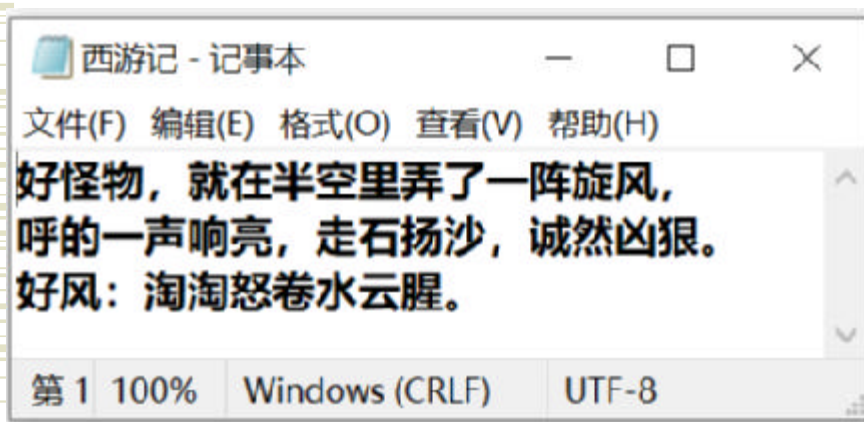 西游记 - 记事本
文件(F) 编辑(E) 格式(O) 查看(V) 帮助(H)
好怪物，就在半空里弄了一阵旋风，
呼的一声响亮，走石扬沙，诚然凶狠。
好风：淘淘怒卷水云腥。
第 1 100% Windows (CRLF) UTF-8